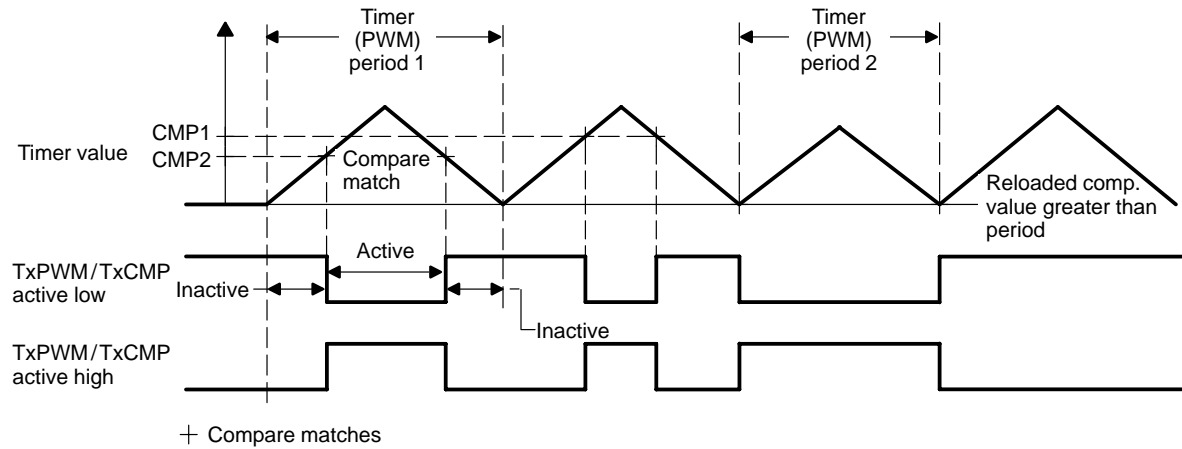 Timer
(PWM)
period 1
Timer
(PWM)
period 2
CMP1
Timer value
CMP2
Compare
match
Reloaded comp.
value greater than
period
TxPWM/TxCMP
active low
Active
Inactive
Inactive
TxPWM/TxCMP
active high
+ Compare matches